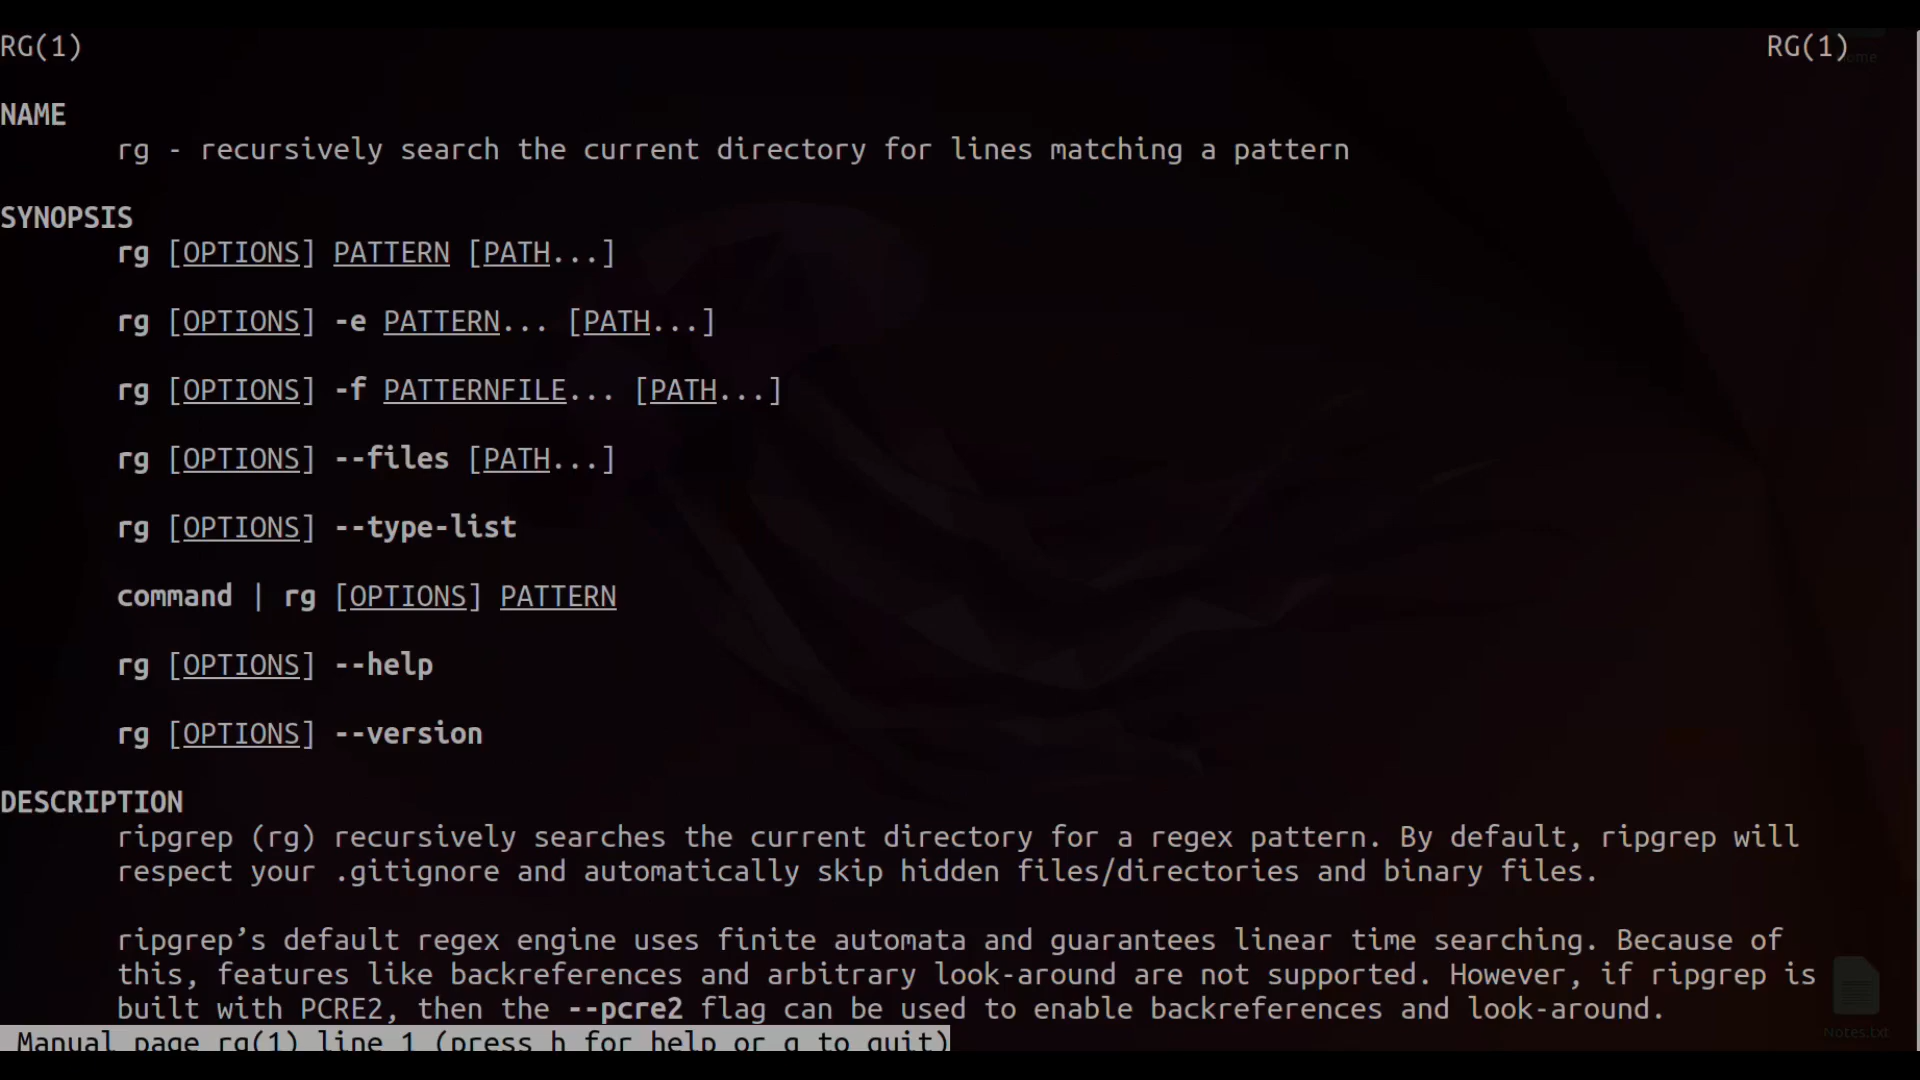 RG(1) RG(1)
Home
NAME
rg - recursively search the current directory for lines matching a pattern
SYNOPSIS
rg [OPTIONS] PATTERN [PATH...]
rg [OPTIONS] -e PATTERN... [PATH...]
rg [OPTIONS] -f PATTERNFILE... [PATH...]
rg [OPTIONS] --files [PATH...]
rg [OPTIONS] --type-list
command | rg [OPTIONS] PATTERN
rg [OPTIONS] --help
rg [OPTIONS] --version
DESCRIPTION
ripgrep (rg) recursively searches the current directory for a regex pattern. By default, ripgrep will
respect your .gitignore and automatically skip hidden files/directories and binary files.
ripgrep’s default regex engine uses finite automata and guarantees linear time searching. Because of
this, features like backreferences and arbitrary look-around are not supported. However, if ripgrep is
built with PCRE2, then the --pcre2 flag can be used to enable backreferences and look-around.
Notes.txt
Manual page rg(1) line 1 (press h for help or q to quit)